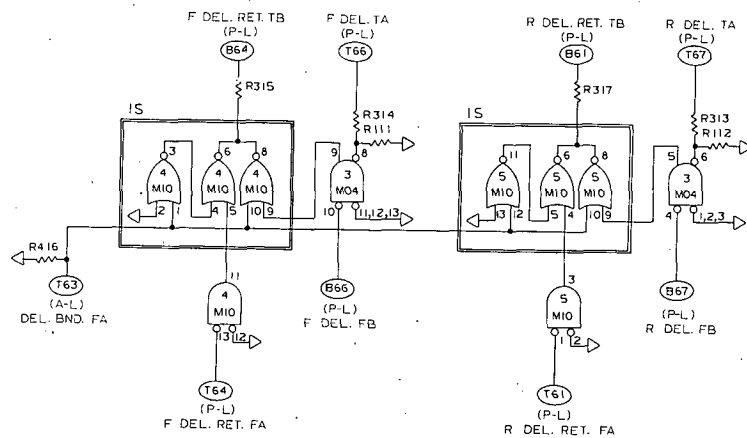 F DEL. RET. TB
(P-L)
B64
F DEL. TA
(P-L)
T66
R DEL. RET. TB
(P-L)
B61
R DEL. TA
(P-L)
T67
R315
R314
R111
R317
R313
R112
IS
IS
3
6
8
9
8
4
M10
4
M10
4
M10
3
M04
2
1
4
5
10
9
10
11,12,13
11
6
8
5
6
5
M10
5
M10
5
M10
3
M04
13
12
5
4
10
9
4
1,2,3
R416
T63
(A-L)
DEL. BND. FA
11
4
M10
13
12
T64
(P-L)
F DEL. RET. FA
B66
(P-L)
F DEL. FB
3
5
M10
1
2
T61
(P-L)
R DEL. RET. FA
B67
(P-L)
R DEL. FB